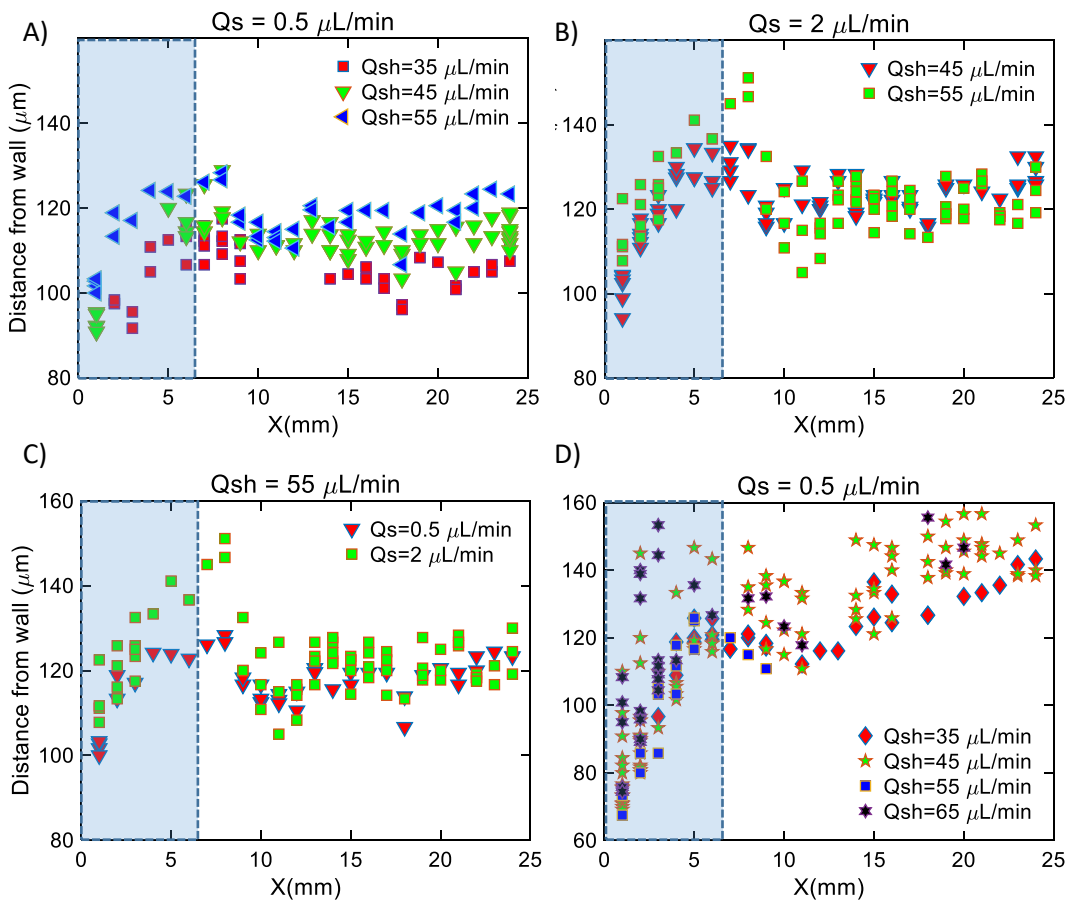 A)
Qs = 0.5 μL/min
Qsh=35 μL/min
Qsh=45 μL/min
Qsh=55 μL/min
Distance from wall (μm)
140
120
100
80
0 5 10 15 20 25
X(mm)
B)
Qs = 2 μL/min
Qsh=45 μL/min
Qsh=55 μL/min
140
120
100
80
0 5 10 15 20 25
X(mm)
C)
Qsh = 55 μL/min
Qs=0.5 μL/min
Qs=2 μL/min
Distance from wall (μm)
160
140
120
100
80
0 5 10 15 20 25
X(mm)
D)
Qs = 0.5 μL/min
160
140
120
100
80
60
Qsh=35 μL/min
Qsh=45 μL/min
Qsh=55 μL/min
Qsh=65 μL/min
0 5 10 15 20 25
X(mm)